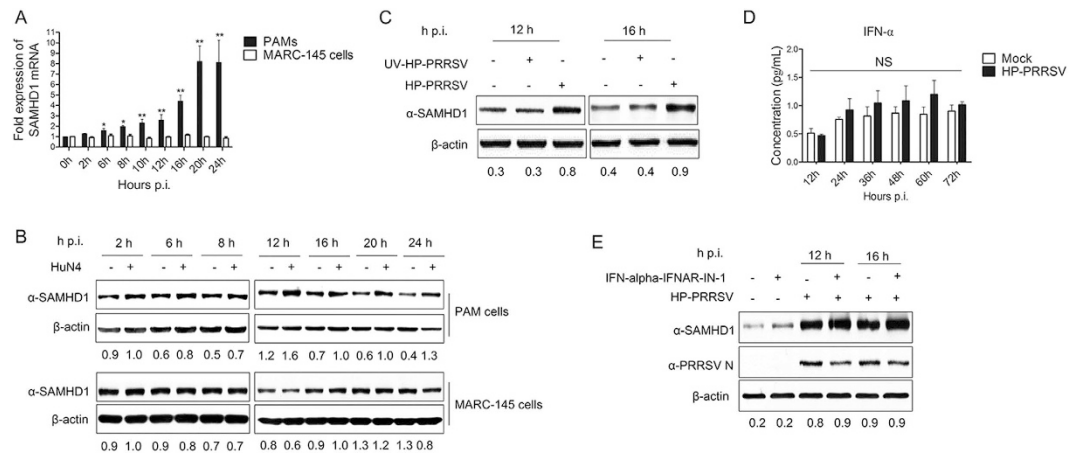 A
Fold expression of
SAMHD1 mRNA
15
10
8
6
4
2
0
PAMs
MARC-145 cells
* * ** ** ** ** **
0h 2h 6h 8h 10h 12h 16h 20h 24h
Hours p.i.
B
h p.i. 2 h 6 h 8 h 12 h 16 h 20 h 24 h
HuN4 - + - + - + - + - + - + - +
α-SAMHD1
β-actin
PAM cells
0.9 1.0 0.6 0.8 0.5 0.7 1.2 1.6 0.7 1.0 0.6 1.0 0.4 1.3
α-SAMHD1
β-actin
MARC-145 cells
0.9 1.0 0.9 0.8 0.7 0.7 0.8 0.6 0.9 1.0 1.3 1.2 1.3 0.8
C
h p.i. 12 h 16 h
UV-HP-PRRSV - + - - + -
HP-PRRSV - - + - - +
α-SAMHD1
β-actin
0.3 0.3 0.8 0.4 0.4 0.9
D
IFN-α
Concentration (pg/mL)
2.0
1.5
1.0
0.5
0.0
NS
Mock
HP-PRRSV
12h 24h 36h 48h 60h 72h
Hours p.i.
E
h p.i. 12 h 16 h
IFN-alpha-IFNAR-IN-1 - + - + - +
HP-PRRSV - - + + + +
α-SAMHD1
α-PRRSV N
β-actin
0.2 0.2 0.8 0.9 0.9 0.9